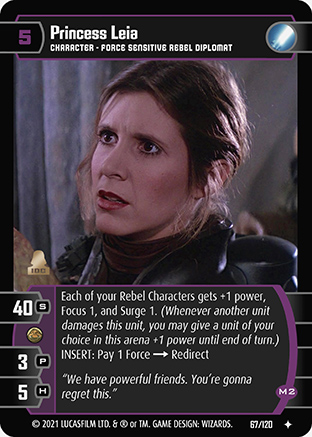 5
Princess Leia
CHARACTER - FORCE SENSITIVE REBEL DIPLOMAT
IDC
40 S
3 P
5 H
Each of your Rebel Characters gets +1 power,
Focus 1, and Surge 1. (Whenever another unit
damages this unit, you may give a unit of your
choice in this arena +1 power until end of turn.)
INSERT: Pay 1 Force → Redirect
“We have powerful friends. You’re gonna
regret this.”
M2
© 2021 LUCASFILM LTD. & ® or TM. GAME DESIGN: WIZARDS.
67/120